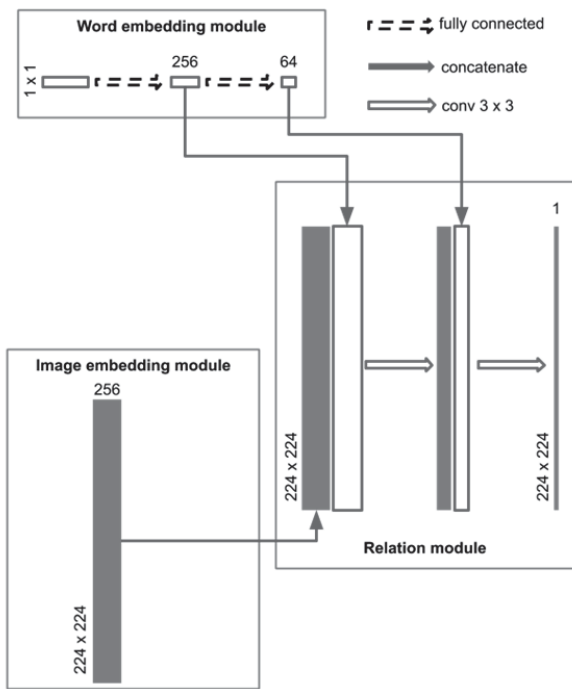 Word embedding module
1 x 1
256
64
fully connected
concatenate
conv 3 x 3
1
224 x 224
224 x 224
Relation module
Image embedding module
256
224 x 224